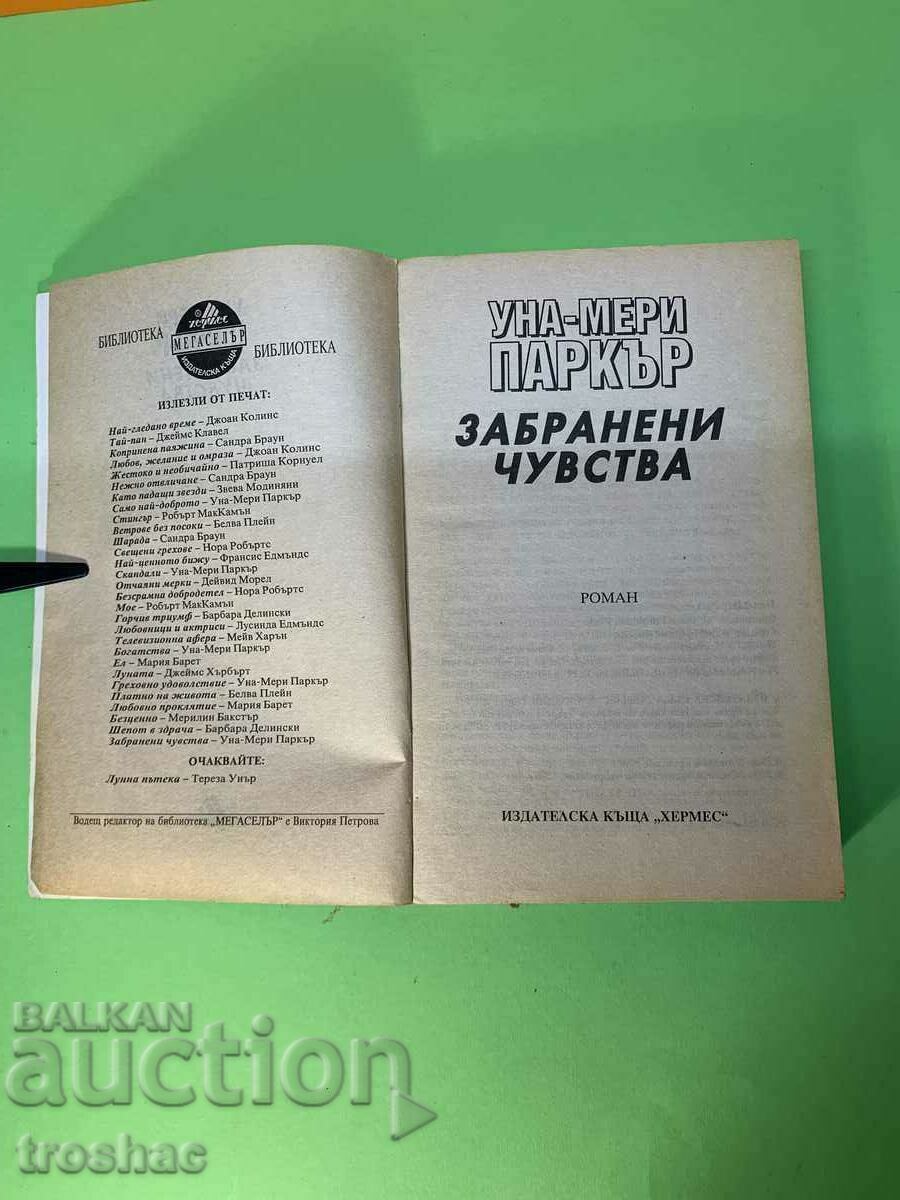 БИБЛИОТЕКА
®
хермес
МЕГАСЕЛЪР
ИЗДАТЕЛСКА КЪЩА
БИБЛИОТЕКА
ИЗЛЕЗЛИ ОТ ПЕЧАТ:
Най-гледано време – Джоан Колинс
Тай-пан – Джеймс Клавел
Копринена паяжина – Сандра Браун
Любов, желание и омраза – Джоан Колинс
Жестоко и необичайно – Патриша Корнуел
Нежно отвличане – Сандра Браун
Като падащи звезди – Звева Модиняни
Само най-доброто – Уна-Мери Паркър
Стингър – Робърт МакКамън
Ветрове без посоки – Белва Плейн
Шарада – Сандра Браун
Свещени грехове – Нора Робъртс
Най-ценното бижу – Франсис Едмъндс
Скандали – Уна-Мери Паркър
Отчаяни мерки – Дейвид Морел
Безсрамна добродетел – Нора Робъртс
Мое – Робърт МакКамън
Горчив триумф – Барбара Делински
Любовници и актриси – Лусинда Едмъндс
Телевизионна афера – Мейв Харън
Богатства – Уна-Мери Паркър
Ел – Мария Барет
Луната – Джеймс Хърбърт
Греховно удоволствие – Уна-Мери Паркър
Платно на живота – Белва Плейн
Любовно проклятие – Мария Барет
Безценно – Мерилин Бакстър
Шепот в здрача – Барбара Делински
Забранени чувства – Уна-Мери Паркър
ОЧАКВАЙТЕ:
Лунна пътека – Тереза Унър
Водещ редактор на библиотека „МЕГАСЕЛЪР“ е Виктория Петрова
УНА-МЕРИ
ПАРКЪР
ЗАБРАНЕНИ
ЧУВСТВА
РОМАН
ИЗДАТЕЛСКА КЪЩА „ХЕРМЕС“
BALKAN
auction
troshac